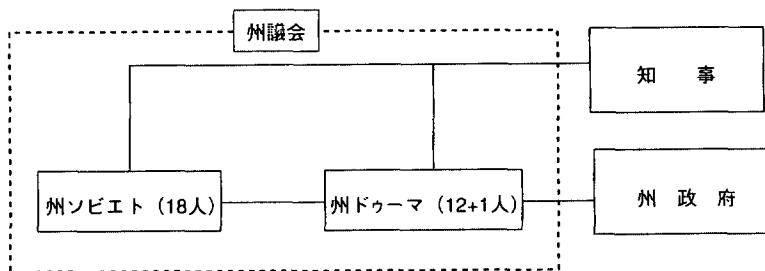 州議会
知事
州ソビエト（18人）
州ドゥーマ（12+1人）
州政府